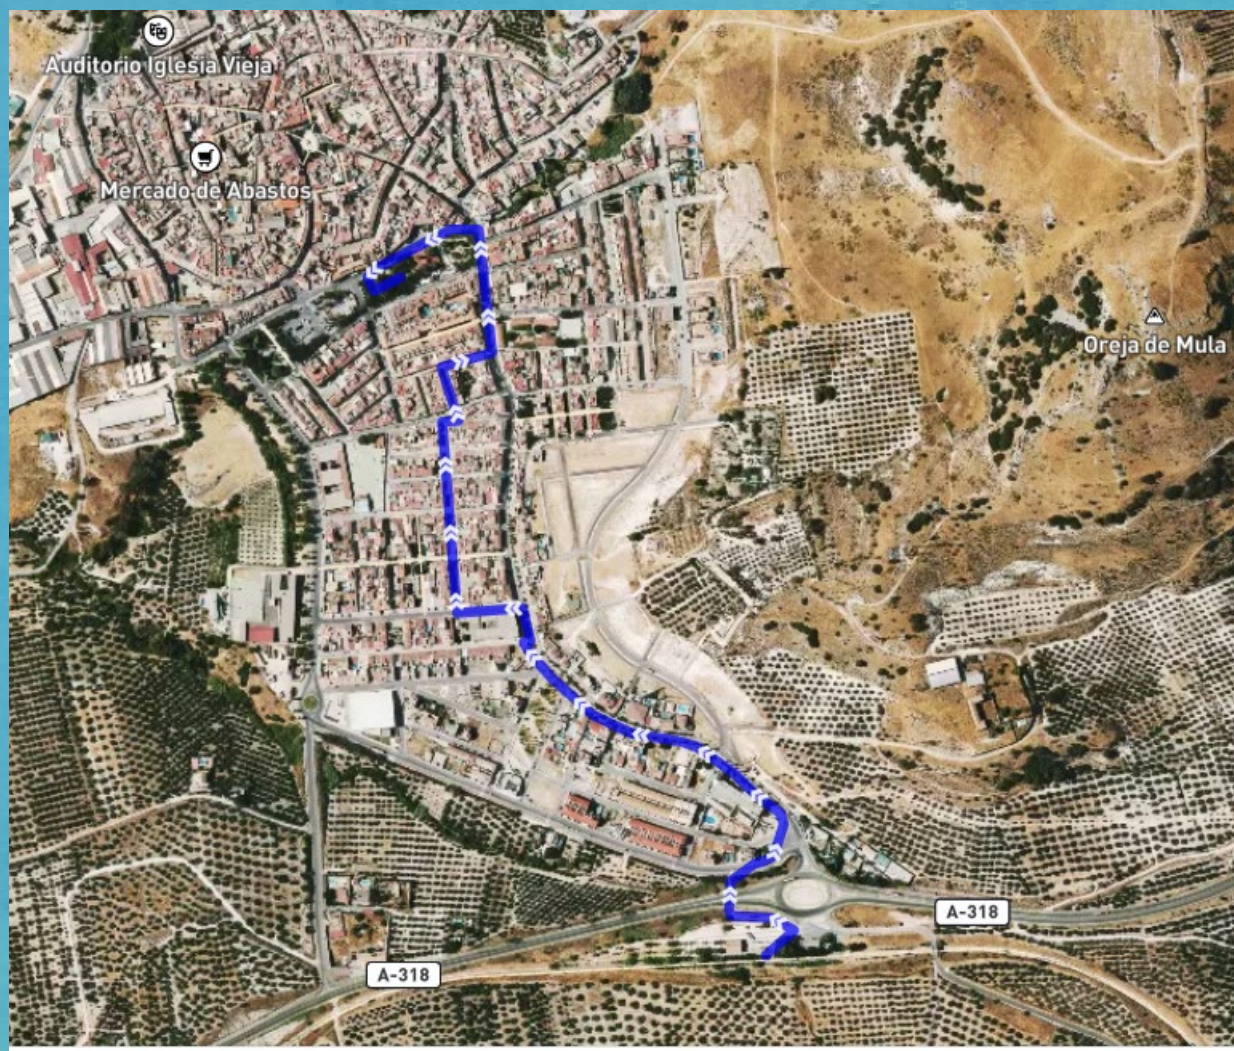 Auditorio Iglesia Vieja
Mercado de Abastos
Oreja de Mula
A-318
A-318